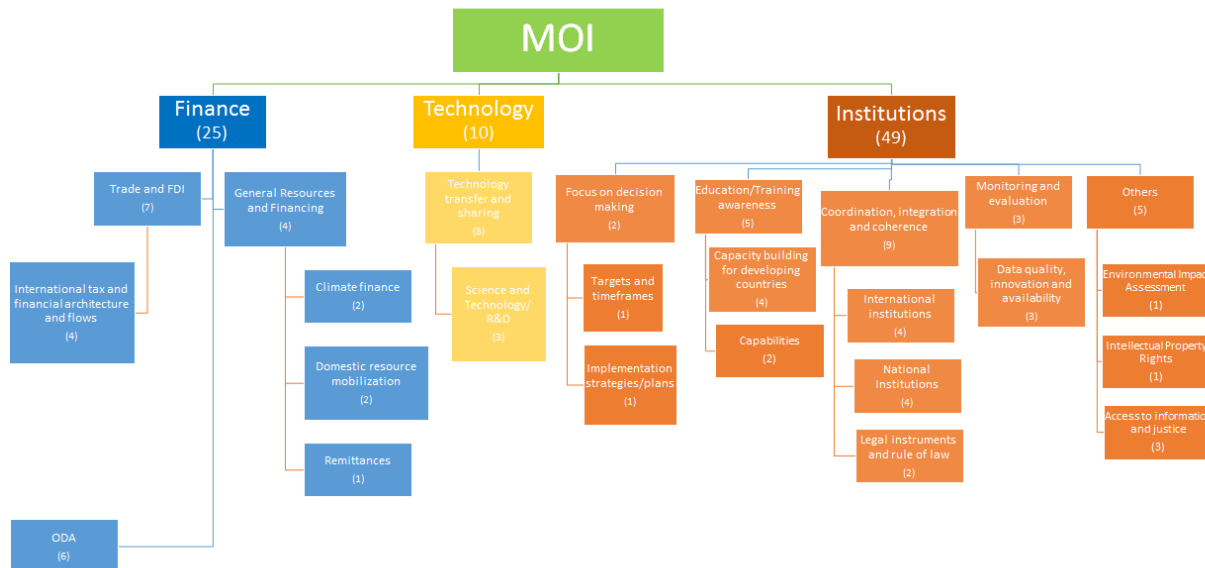 MOI
Finance
(25)
Technology
(10)
Institutions
(49)
Trade and FDI
(7)
International tax and
financial architecture
and flows
(4)
General Resources
and Financing
(4)
Climate finance
(2)
Domestic resource
mobilization
(2)
Remittances
(1)
ODA
(6)
Technology
transfer and
sharing
(8)
Science and
Technology/
R&D
(3)
Focus on decision
making
(2)
Targets and
timeframes
(1)
Implementation
strategies/plans
(1)
Education/Training
awareness
(5)
Capacity building
for developing
countries
(4)
Capabilities
(2)
Coordination, integration
and coherence
(9)
International
institutions
(4)
National
Institutions
(4)
Legal instruments
and rule of law
(2)
Monitoring and
evaluation
(3)
Data quality,
innovation and
availability
(3)
Others
(5)
Environmental Impact
Assessment
(1)
Intellectual Property
Rights
(1)
Access to information
and justice
(3)